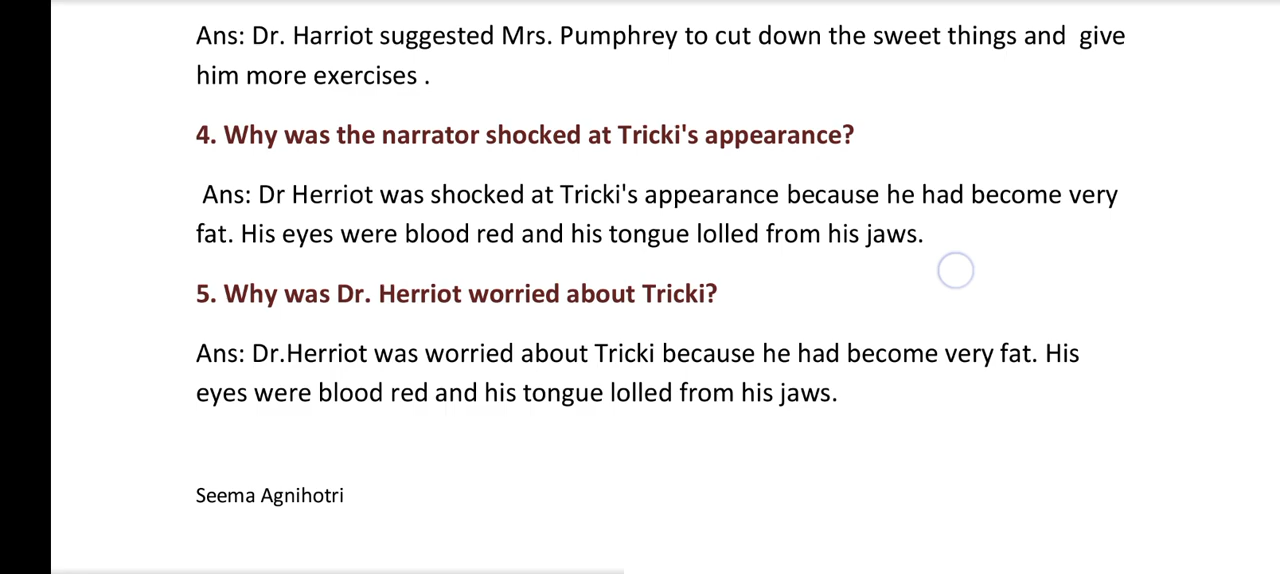 Ans: Dr. Harriot suggested Mrs. Pumphrey to cut down the sweet things and  give
him more exercises .
4. Why was the narrator shocked at Tricki's appearance?
Ans: Dr Herriot was shocked at Tricki's appearance because he had become very
fat. His eyes were blood red and his tongue lolled from his jaws.
5. Why was Dr. Herriot worried about Tricki?
Ans: Dr.Herriot was worried about Tricki because he had become very fat. His
eyes were blood red and his tongue lolled from his jaws.
Seema Agnihotri